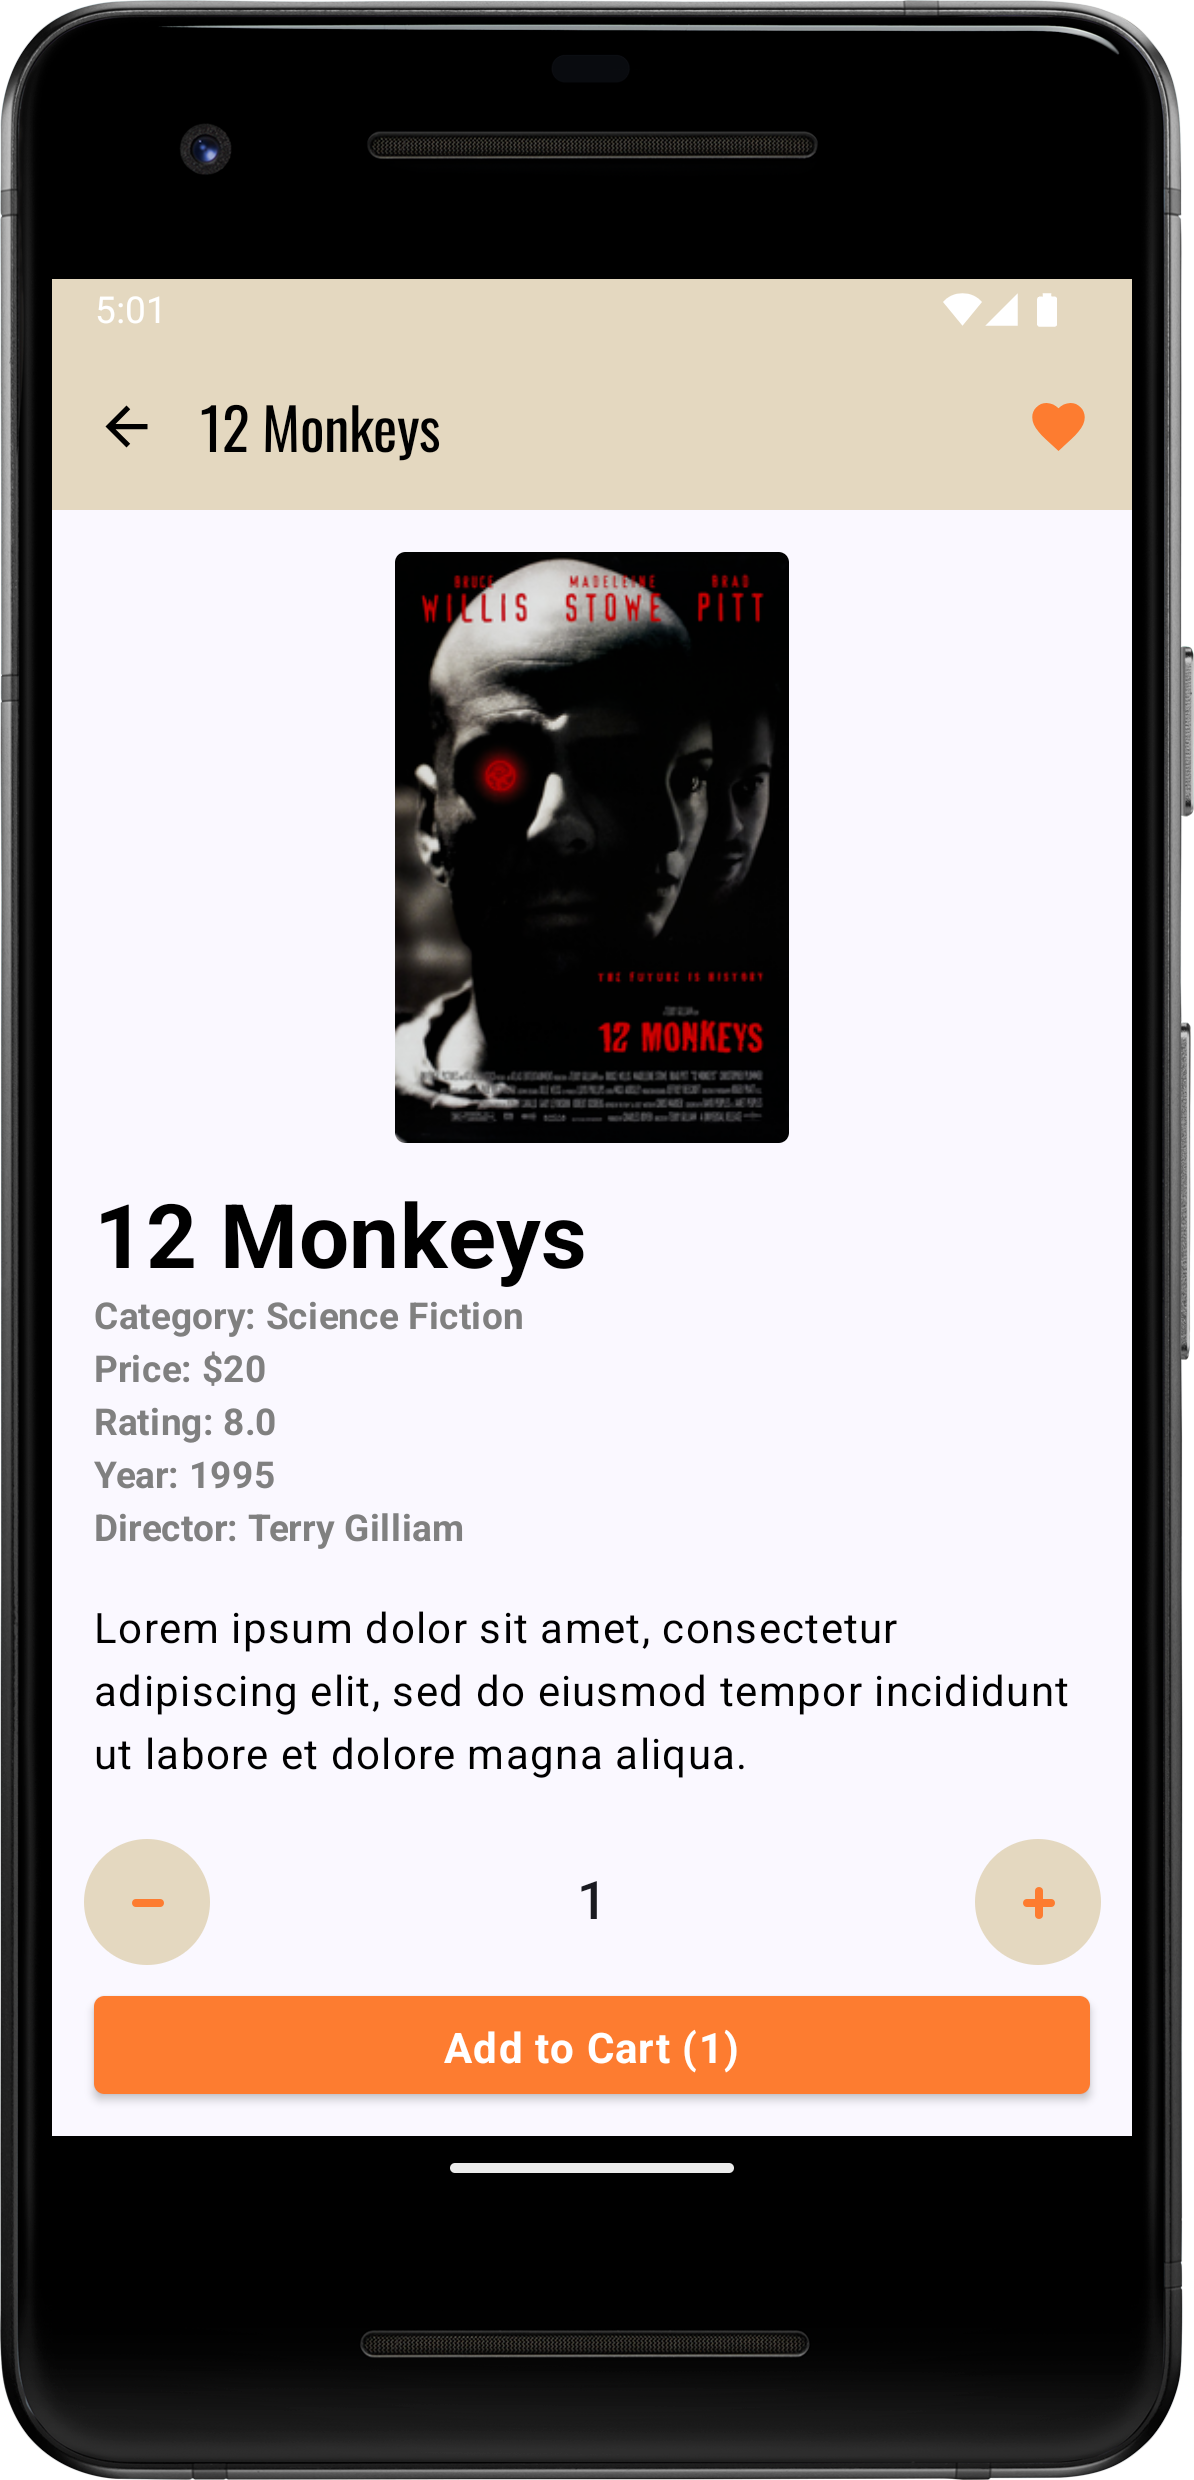 5:01
12 Monkeys
BRUCE MADELEINE BRAD
WILLIS STOWE PITT
THE FUTURE IS HISTORY
12 MONKEYS
12 Monkeys
Category: Science Fiction
Price: $20
Rating: 8.0
Year: 1995
Director: Terry Gilliam
Lorem ipsum dolor sit amet, consectetur
adipiscing elit, sed do eiusmod tempor incididunt
ut labore et dolore magna aliqua.
1
Add to Cart (1)